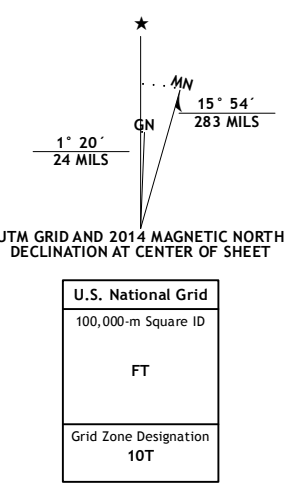 MN
15° 54´
283 MILS
GN
1° 20´
24 MILS
UTM GRID AND 2014 MAGNETIC NORTH
DECLINATION AT CENTER OF SHEET
U.S. National Grid
100,000-m Square ID
FT
Grid Zone Designation
10T